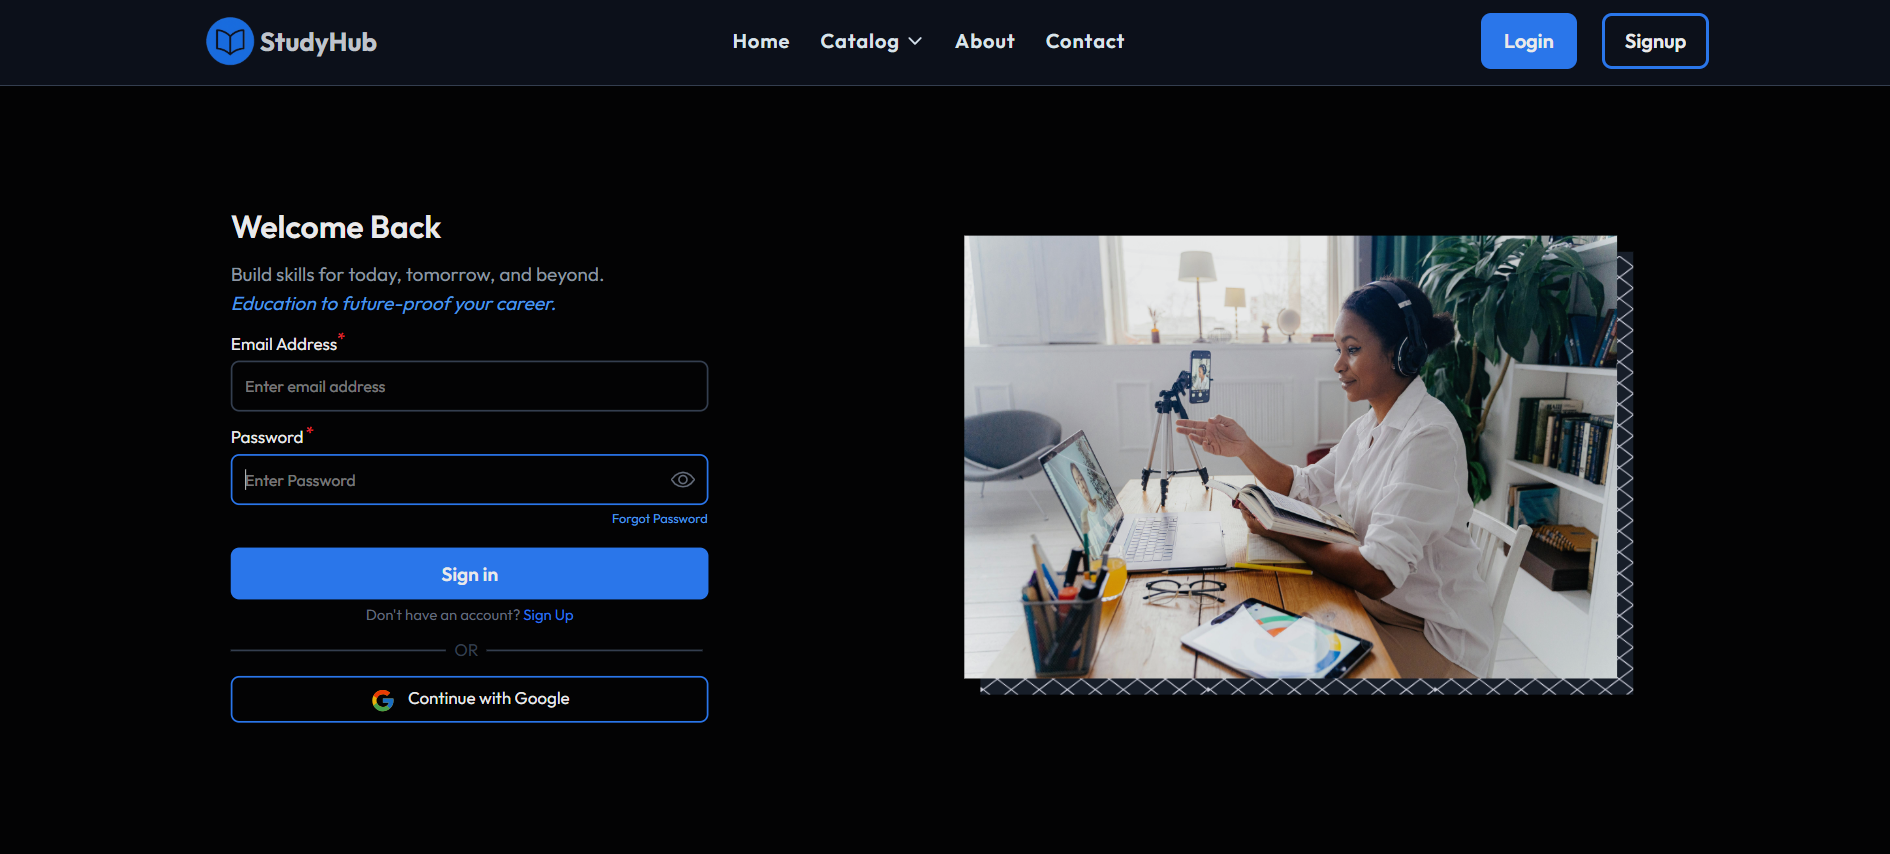 StudyHub
Home
Catalog
About
Contact
Login
Signup
Welcome Back
Build skills for today, tomorrow, and beyond.
Education to future-proof your career.
Email Address*
Enter email address
Password *
Enter Password
Forgot Password
Sign in
Don't have an account? Sign Up
OR
Continue with Google